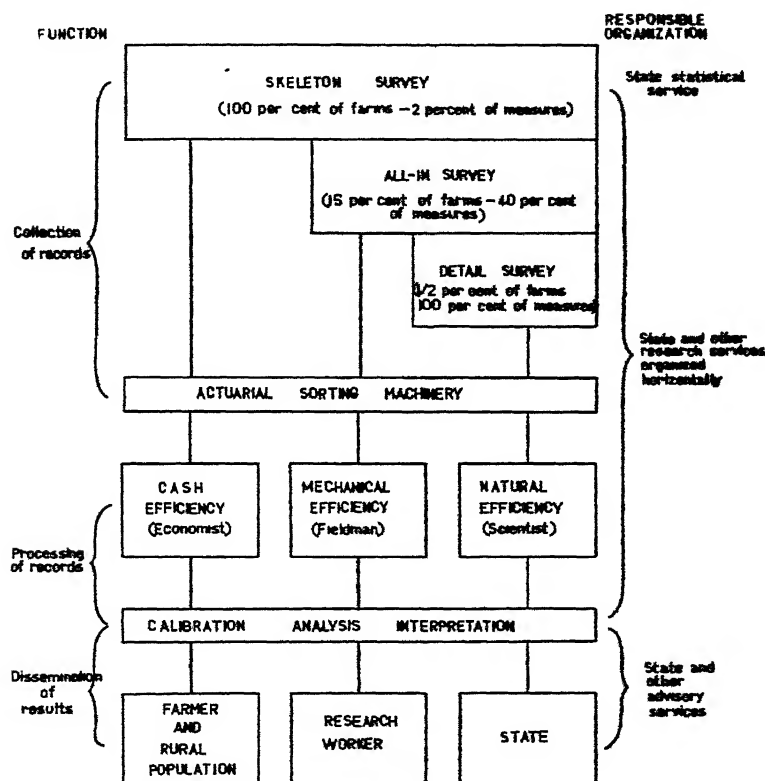 FUNCTION
RESPONSIBLE
ORGANIZATION
SKELETON SURVEY
(100 per cent of farms — 2 percent of measures)
State statistical
service
ALL-IN SURVEY
(15 per cent of farms — 40 per cent
of measures)
Collection
of records
DETAIL SURVEY
(1/2 per cent of farms
100 per cent of measures)
State and other
research services
organized
horizontally
ACTUARIAL SORTING MACHINERY
CASH
EFFICIENCY
(Economist)
MECHANICAL
EFFICIENCY
(Fieldman)
NATURAL
EFFICIENCY
(Scientist)
Processing
of records
CALIBRATION ANALYSIS INTERPRETATION
Dissemination
of
results
State and
other
advisory
services
FARMER
AND
RURAL
POPULATION
RESEARCH
WORKER
STATE